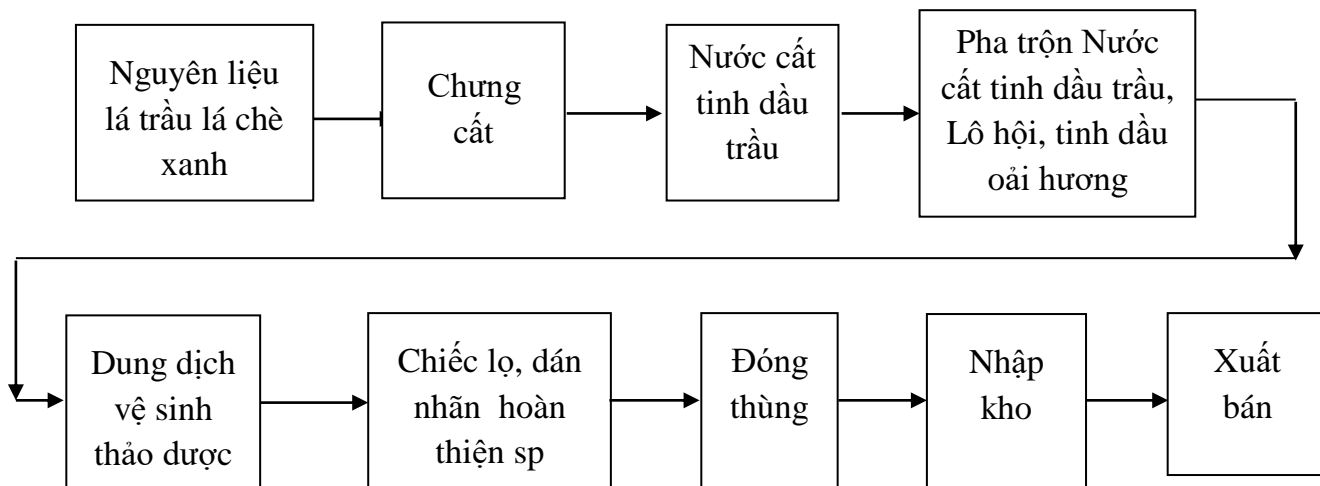 Nguyên liệu
lá trầu lá chè
xanh
Chưng
cất
Nước cất
tinh dầu
trầu
Pha trộn Nước
cất tinh dầu trầu,
Lô hội, tinh dầu
oải hương
Dung dịch
vệ sinh
thảo dược
Chiếc lọ, dán
nhãn hoàn
thiện sp
Đóng
thùng
Nhập
kho
Xuất
bán